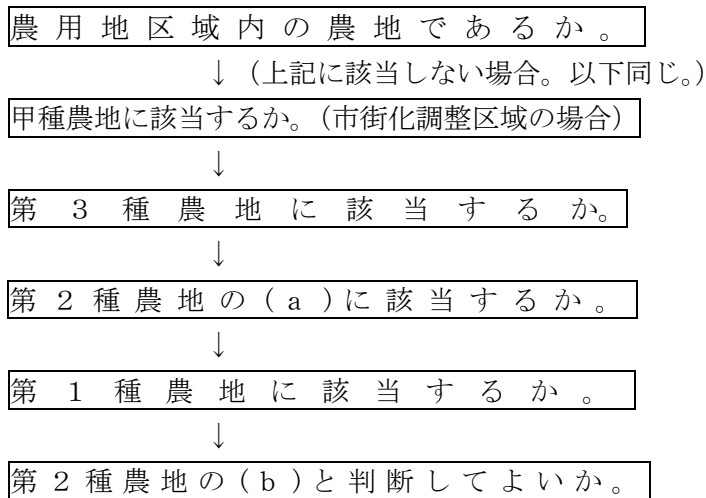 農用地区域内の農地であるか。
↓(上記に該当しない場合。以下同じ。)
甲種農地に該当するか。(市街化調整区域の場合)
↓
第3種農地に該当するか。
↓
第2種農地の(a)に該当するか。
↓
第1種農地に該当するか。
↓
第2種農地の(b)と判断してよいか。